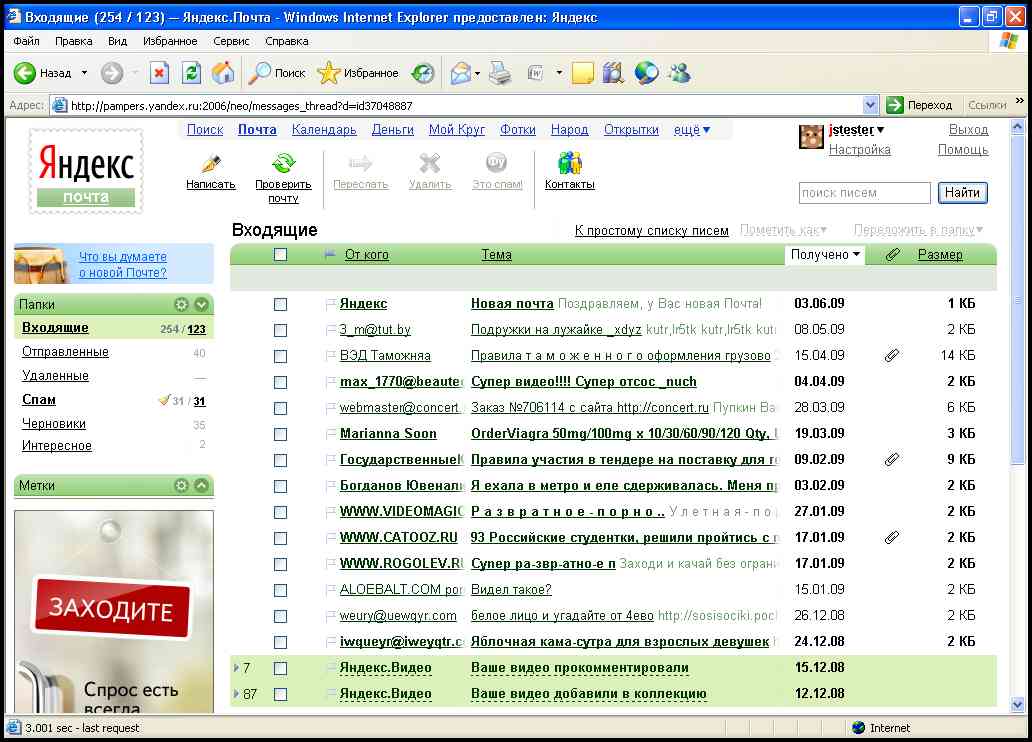 Входящие (254 / 123) — Яндекс.Почта - Windows Internet Explorer предоставлен: Яндекс
Файл Правка Вид Избранное Сервис Справка
Назад Поиск Избранное
Адрес: http://pampers.yandex.ru:2006/neo/messages_thread?d=id37048887 Переход Ссылки »
Поиск Почта Календарь Деньги Мой Круг Фотки Народ Открытки ещё▼
jstester▼ Выход
Настройка Помощь
Яндекс
почта
Написать Проверить почту Переслать Удалить Это спам! Контакты
поиск писем Найти
Входящие К простому списку писем Пометить как▼ Переложить в папку▼
Что вы думаете
о новой Почте?
Папки
Входящие 254 / 123
Отправленные 40
Удаленные —
Спам 31 / 31
Черновики 35
Интересное 2
Метки
ЗАХОДИТЕ
Спрос есть
всегда
От кого Тема Получено▼ Размер
Яндекс Новая почта Поздравляем, у Вас новая Почта! 03.06.09 1 КБ
3_m@tut.by Подружки на лужайке _xdyz kutr,lr5tk kutr,lr5tk kuti 08.05.09 2 КБ
ВЭД Таможняа Правила т а м о ж е н н о г о оформления грузово 15.04.09 14 КБ
max_1770@beautec Супер видео!!!! Супер отсос _nuch 04.04.09 2 КБ
webmaster@concert. Заказ №706114 с сайта http://concert.ru Пупкин Ва 28.03.09 6 КБ
Marianna Soon OrderViagra 50mg/100mg x 10/30/60/90/120 Qty, 19.03.09 3 КБ
Государственные Правила участия в тендере на поставку для г 09.02.09 9 КБ
Богданов Ювенали Я ехала в метро и еле сдерживалась. Меня п 03.02.09 2 КБ
WWW.VIDEOMAGIC Р а з в р а т н о е - п о р н о .. У л е т н а я - п о 27.01.09 2 КБ
WWW.CATOOZ.RU 93 Российские студентки, решили пройтись с 17.01.09 2 КБ
WWW.ROGOLEV.RU Супер ра-звр-атно-е п Заходи и качай без ограни 17.01.09 2 КБ
ALOEBALT.COM por Видел такое? 15.01.09 2 КБ
weury@uewqyr.com белое лицо и угадайте от 4ево http://sosisociki.pocl 26.12.08 2 КБ
iwqueyr@iweyqtr.c Яблочная кама-сутра для взрослых девушек 24.12.08 2 КБ
7 Яндекс.Видео Ваше видео прокомментировали 15.12.08
87 Яндекс.Видео Ваше видео добавили в коллекцию 12.12.08
3.001 sec - last request Internet